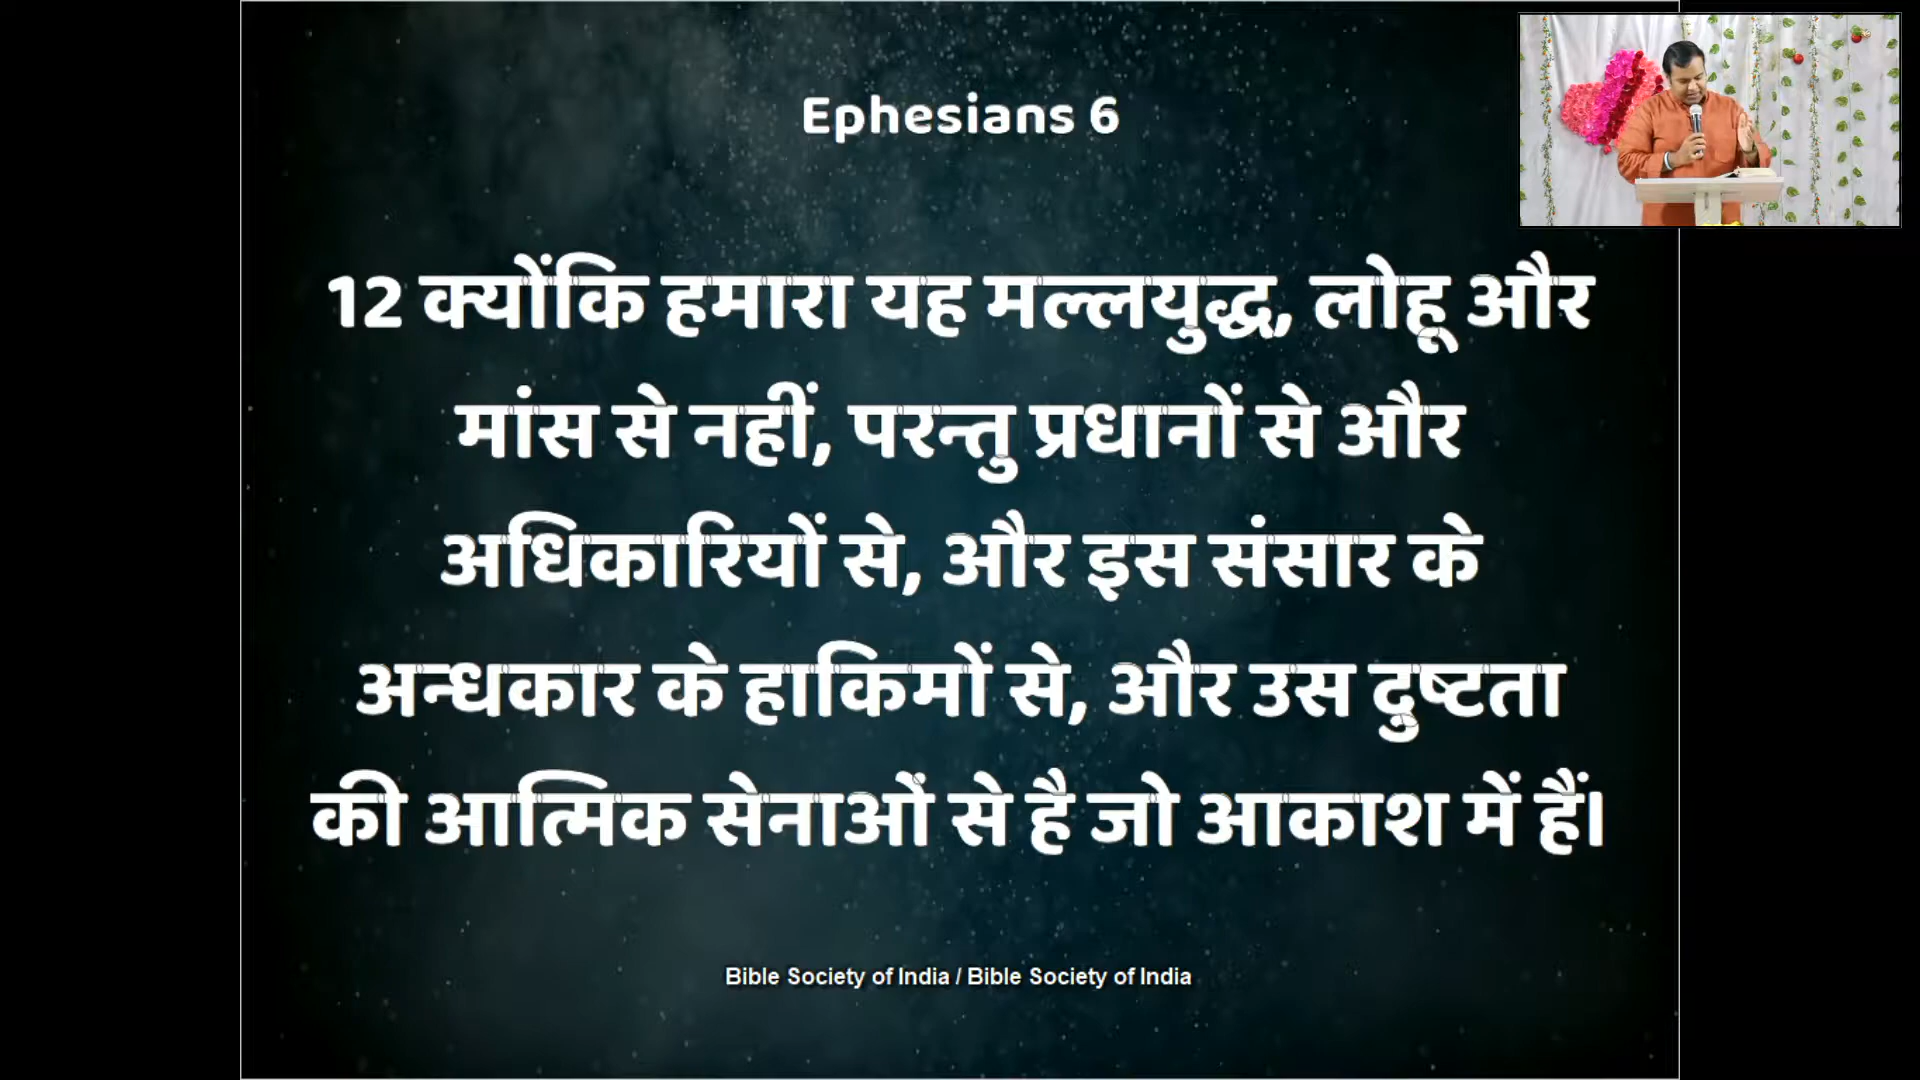 Ephesians 6
12 क्योंकि हमारा यह मल्लयुद्ध, लोहू और
मांस से नहीं, परन्तु प्रधानों से और
अधिकारियों से, और इस संसार के
अन्धकार के हाकिमों से, और उस दुष्टता
की आत्मिक सेनाओं से है जो आकाश में हैं।
Bible Society of India / Bible Society of India